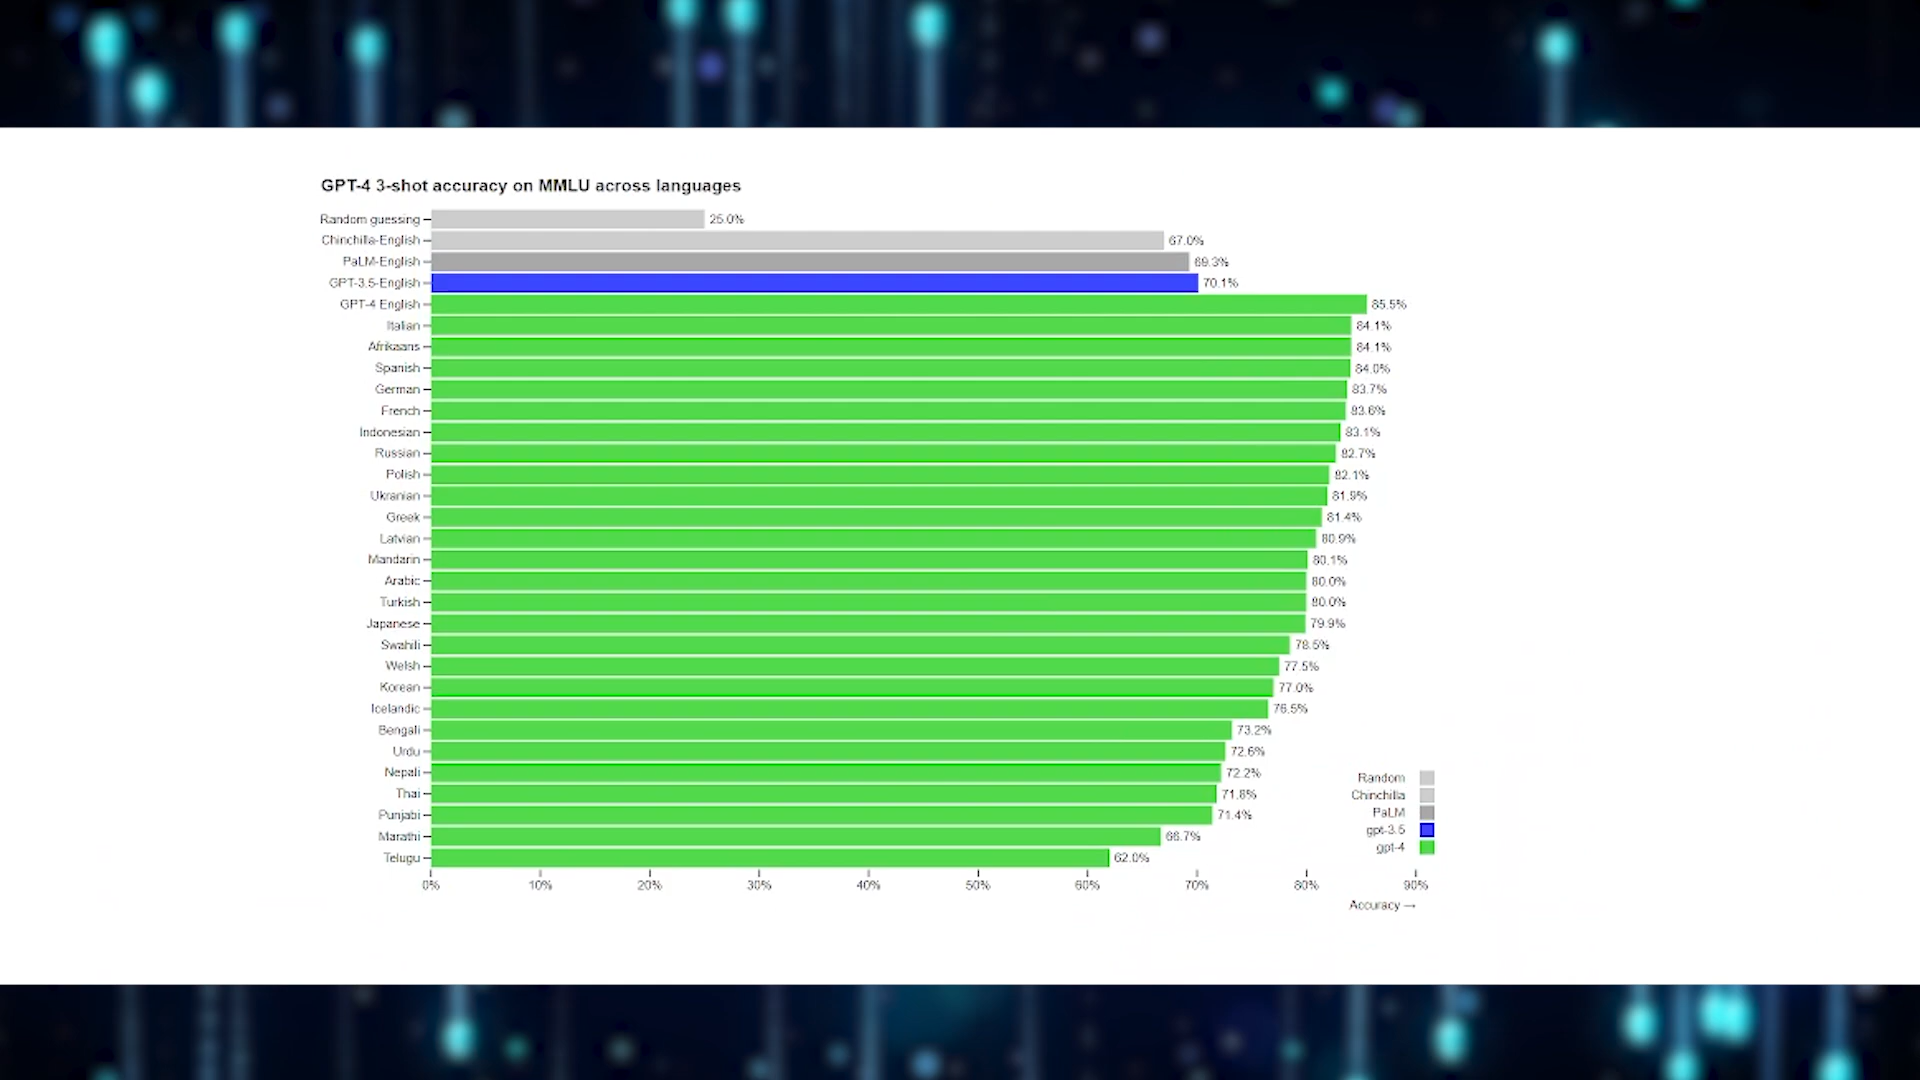 GPT-4 3-shot accuracy on MMLU across languages
Random guessing 25.0%
Chinchilla-English 67.0%
PaLM-English 69.3%
GPT-3.5-English 70.1%
GPT-4 English 85.5%
Italian 84.1%
Afrikaans 84.1%
Spanish 84.0%
German 83.7%
French 83.6%
Indonesian 83.1%
Russian 82.7%
Polish 82.1%
Ukranian 81.9%
Greek 81.4%
Latvian 80.9%
Mandarin 80.1%
Arabic 80.0%
Turkish 80.0%
Japanese 79.9%
Swahili 78.5%
Welsh 77.5%
Korean 77.0%
Icelandic 76.5%
Bengali 73.2%
Urdu 72.6%
Nepali 72.2%
Thai 71.8%
Punjabi 71.4%
Marathi 66.7%
Telugu 62.0%
Random
Chinchilla
PaLM
gpt-3.5
gpt-4
0% 10% 20% 30% 40% 50% 60% 70% 80% 90%
Accuracy →